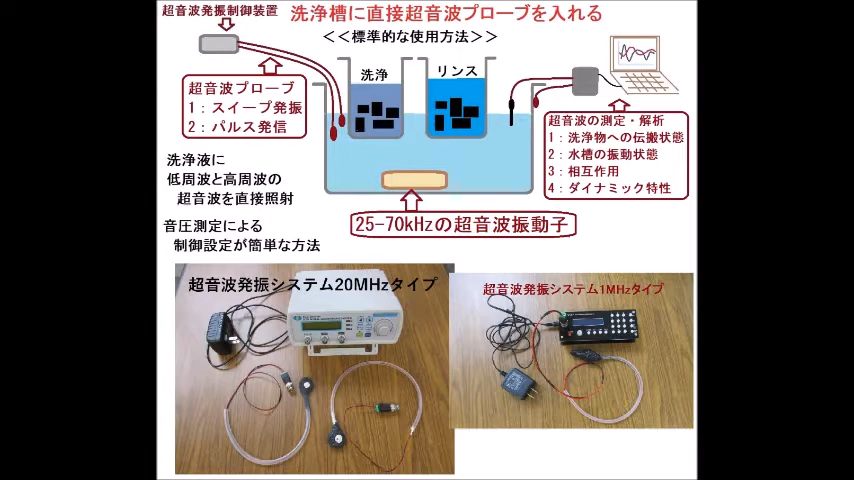 超音波発振制御装置
洗浄槽に直接超音波プローブを入れる
<<標準的な使用方法>>
洗浄
リンス
超音波プローブ
1:スイープ発振
2:パルス発信
超音波の測定・解析
1:洗浄物への伝搬状態
2:水槽の振動状態
3:相互作用
4:ダイナミック特性
洗浄液に
低周波と高周波の
超音波を直接照射
25-70kHzの超音波振動子
音圧測定による
制御設定が簡単な方法
超音波発振システム20MHzタイプ
超音波発振システム1MHzタイプ